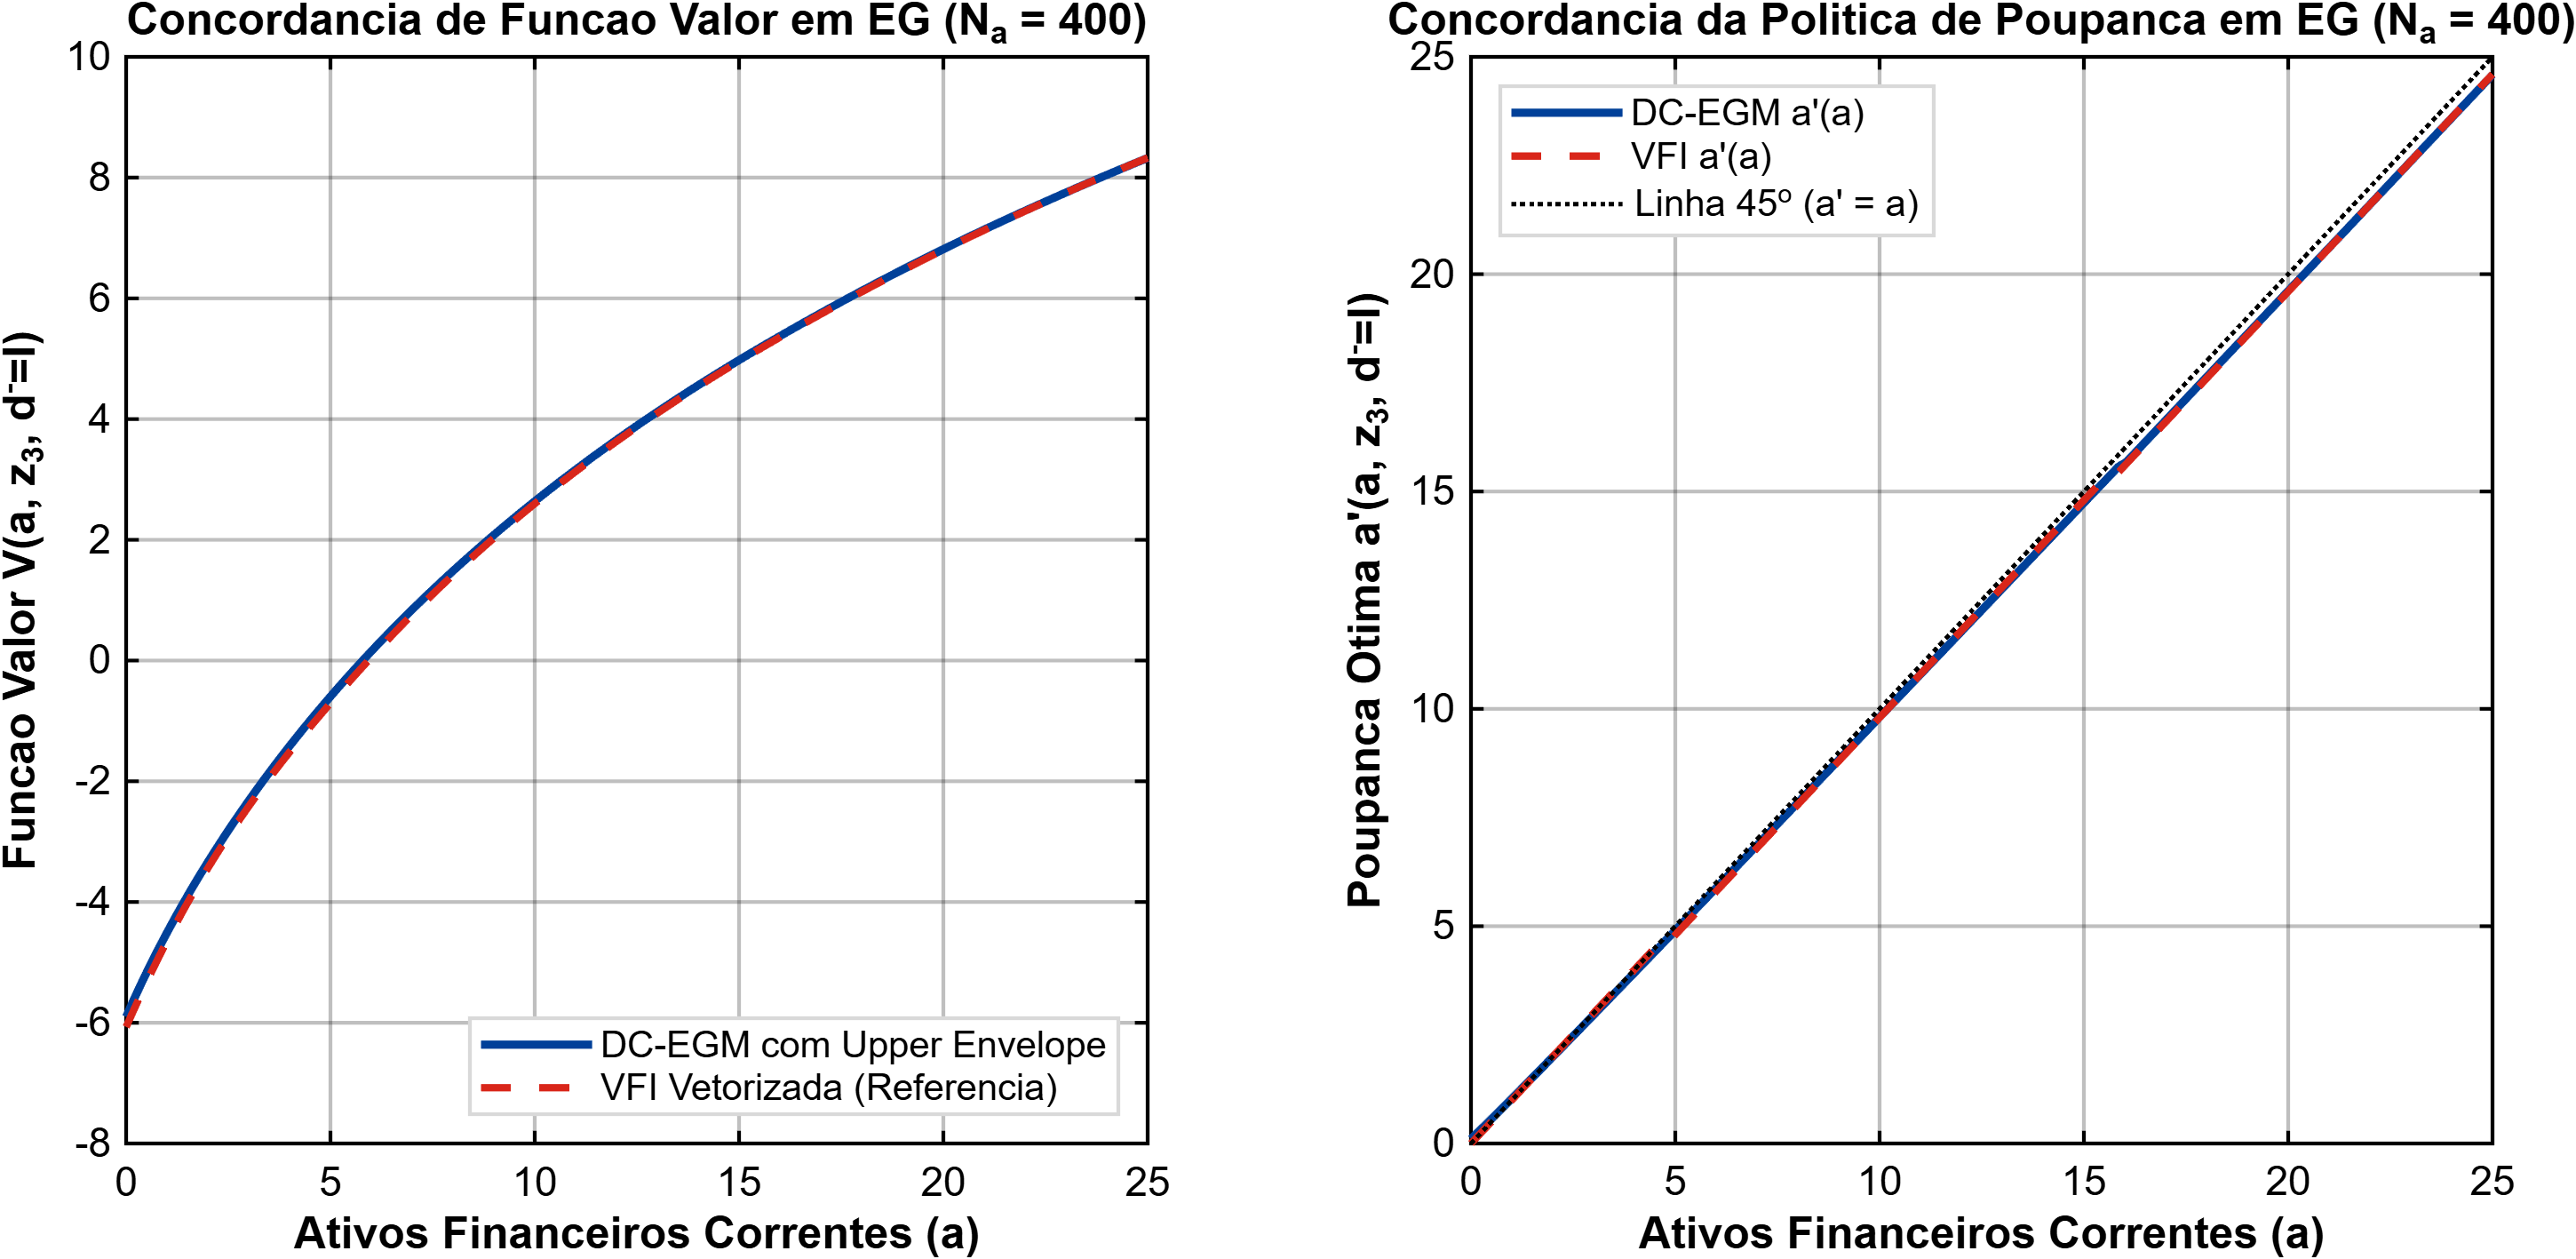 Concordancia de Funcao Valor em EG (Nₐ = 400)
10
8
6
4
2
0
-2
-4
-6
-8
0 5 10 15 20 25
Funcao Valor V(a, z₃, d⁻=I)
Ativos Financeiros Correntes (a)
DC-EGM com Upper Envelope
VFI Vetorizada (Referencia)
Concordancia da Politica de Poupanca em EG (Nₐ = 400)
25
20
15
10
5
0
0 5 10 15 20 25
Poupanca Otima a'(a, z₃, d⁻=I)
Ativos Financeiros Correntes (a)
DC-EGM a'(a)
VFI a'(a)
Linha 45º (a' = a)